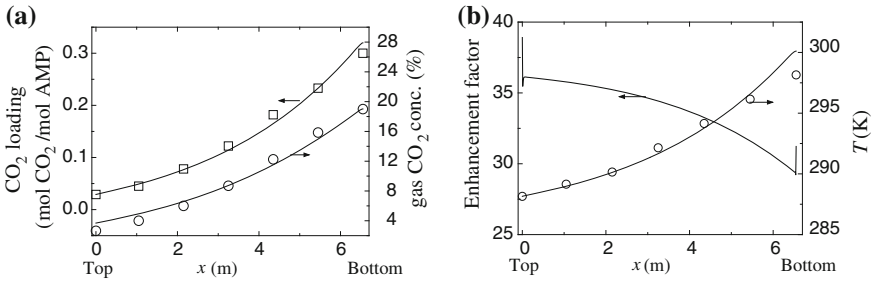 (a)
CO₂ loading
(mol CO₂/mol AMP)
0.3
0.2
0.1
0.0
28
24
20
16
12
8
4
gas CO₂ conc. (%)
0
2
4
6
Top
x (m)
Bottom
(b)
Enhancement factor
40
35
30
25
300
295
290
285
T (K)
0
2
4
6
Top
x (m)
Bottom